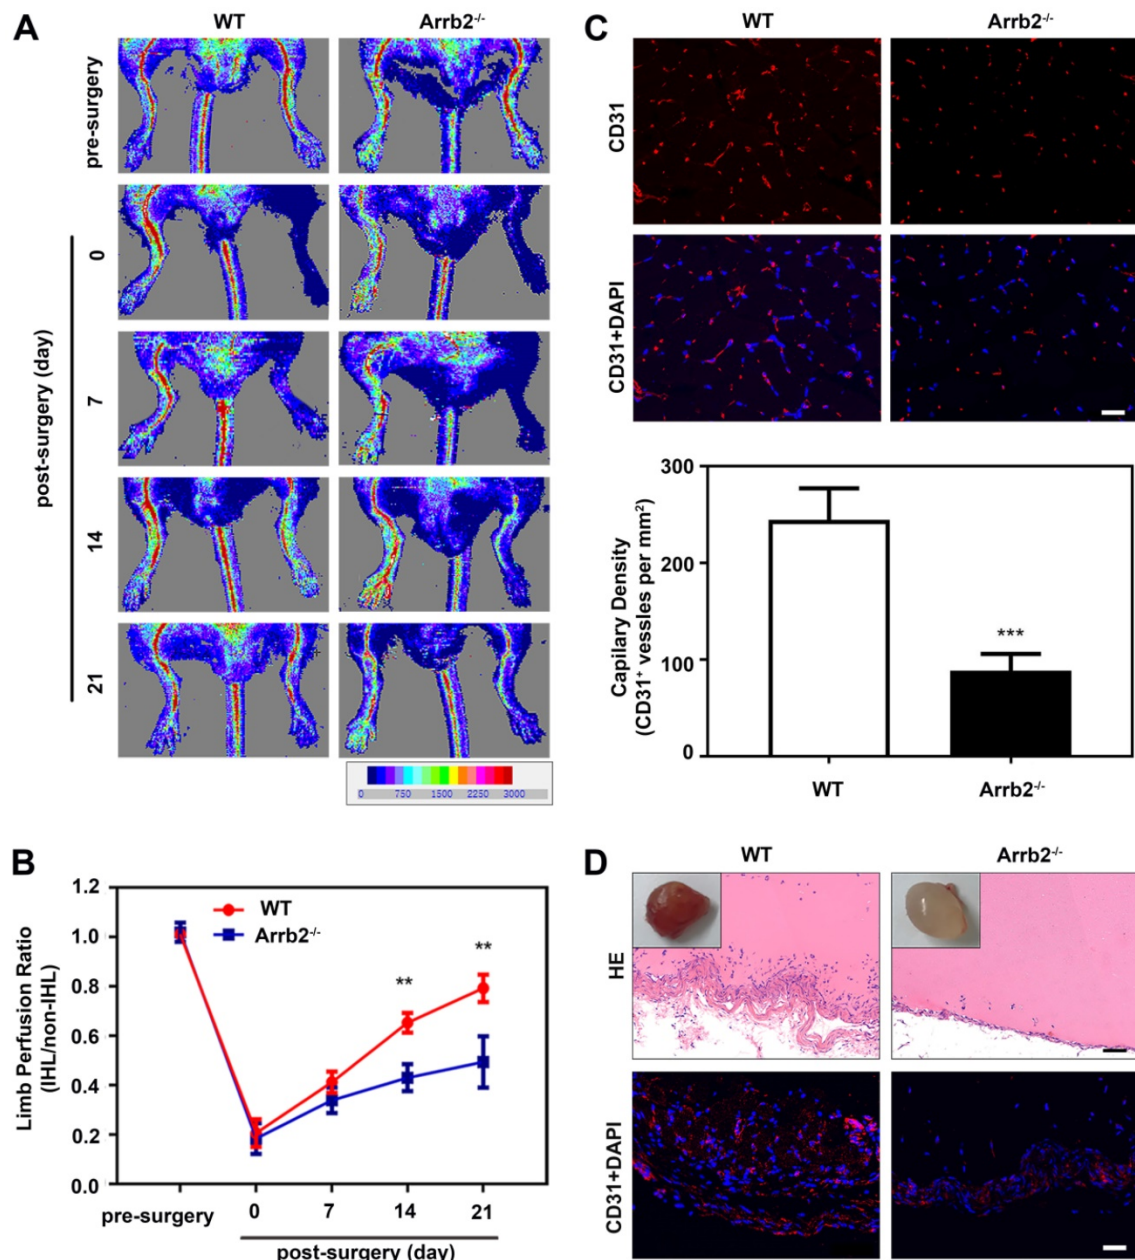 A
WT
Arrb2-/-
pre-surgery
0
7
14
21
post-surgery (day)
0 750 1500 2250 3000
B
Limb Perfusion Ratio
(IHL/non-IHL)
1.2
1.0
0.8
0.6
0.4
0.2
0.0
WT
Arrb2-/-
**
**
pre-surgery
0 7 14 21
post-surgery (day)
C
WT
Arrb2-/-
CD31
CD31+DAPI
Capilary Density
(CD31+ vessles per mm2)
300
200
100
0
***
WT
Arrb2-/-
D
WT
Arrb2-/-
HE
CD31+DAPI